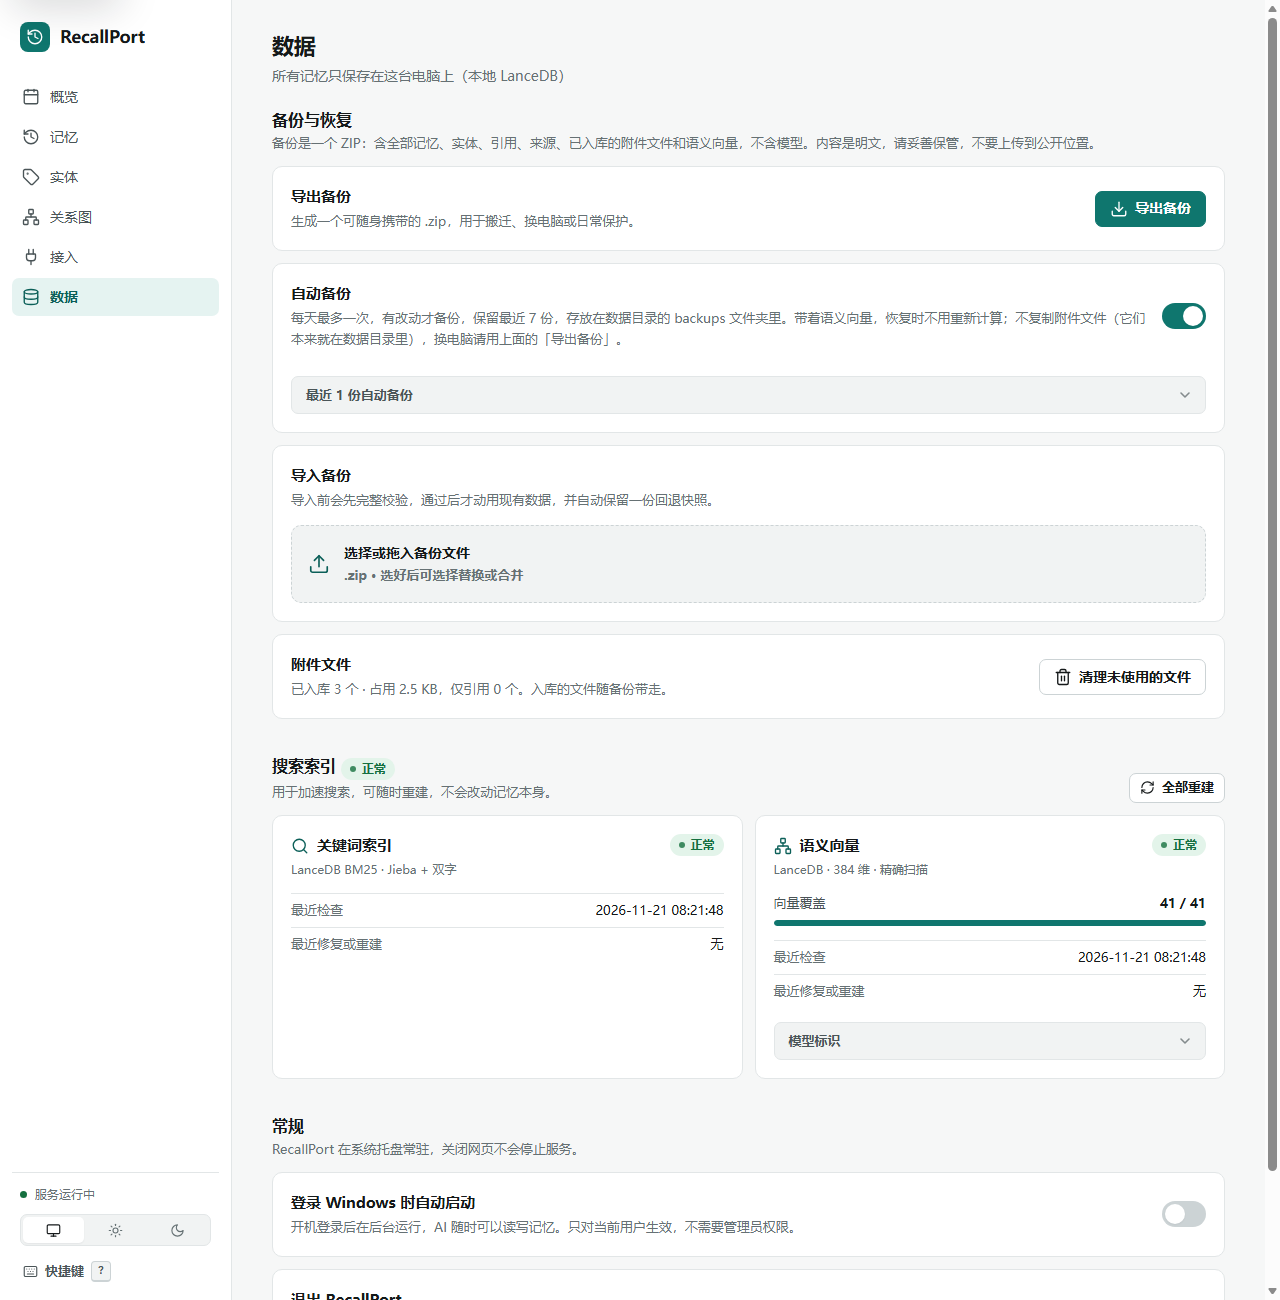 RecallPort
概览
记忆
实体
关系图
接入
数据
服务运行中
快捷键 ?
数据
所有记忆只保存在这台电脑上（本地 LanceDB）
备份与恢复
备份是一个 ZIP：含全部记忆、实体、引用、来源、已入库的附件文件和语义向量，不含模型。内容是明文，请妥善保管，不要上传到公开位置。
导出备份
生成一个可随身携带的 .zip，用于搬迁、换电脑或日常保护。
导出备份
自动备份
每天最多一次，有改动才备份，保留最近 7 份，存放在数据目录的 backups 文件夹里。带着语义向量，恢复时不用重新计算；不复制附件文件（它们
本来就在数据目录里），换电脑请用上面的「导出备份」。
最近 1 份自动备份
导入备份
导入前会先完整校验，通过后才动用现有数据，并自动保留一份回退快照。
选择或拖入备份文件
.zip • 选好后可选择替换或合并
附件文件
已入库 3 个 · 占用 2.5 KB，仅引用 0 个。入库的文件随备份带走。
清理未使用的文件
搜索索引 正常
用于加速搜索，可随时重建，不会改动记忆本身。
全部重建
关键词索引 正常
LanceDB BM25 · Jieba + 双字
最近检查 2026-11-21 08:21:48
最近修复或重建 无
语义向量 正常
LanceDB · 384 维 · 精确扫描
向量覆盖 41 / 41
最近检查 2026-11-21 08:21:48
最近修复或重建 无
模型标识
常规
RecallPort 在系统托盘常驻，关闭网页不会停止服务。
登录 Windows 时自动启动
开机登录后在后台运行，AI 随时可以读写记忆。只对当前用户生效，不需要管理员权限。
退出 RecallPort